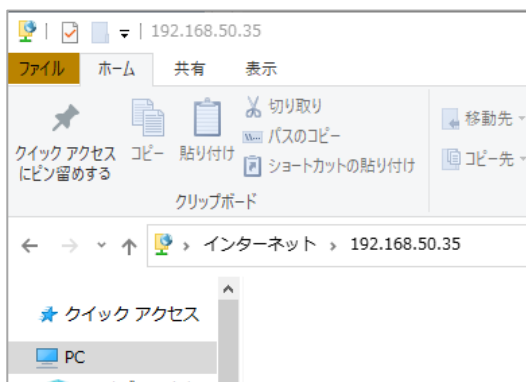 192.168.50.35
ファイル ホーム 共有 表示
クイック アクセス
にピン留めする
コピー
貼り付け
切り取り
パスのコピー
ショートカットの貼り付け
移動先
コピー先
クリップボード
インターネット › 192.168.50.35
クイック アクセス
PC